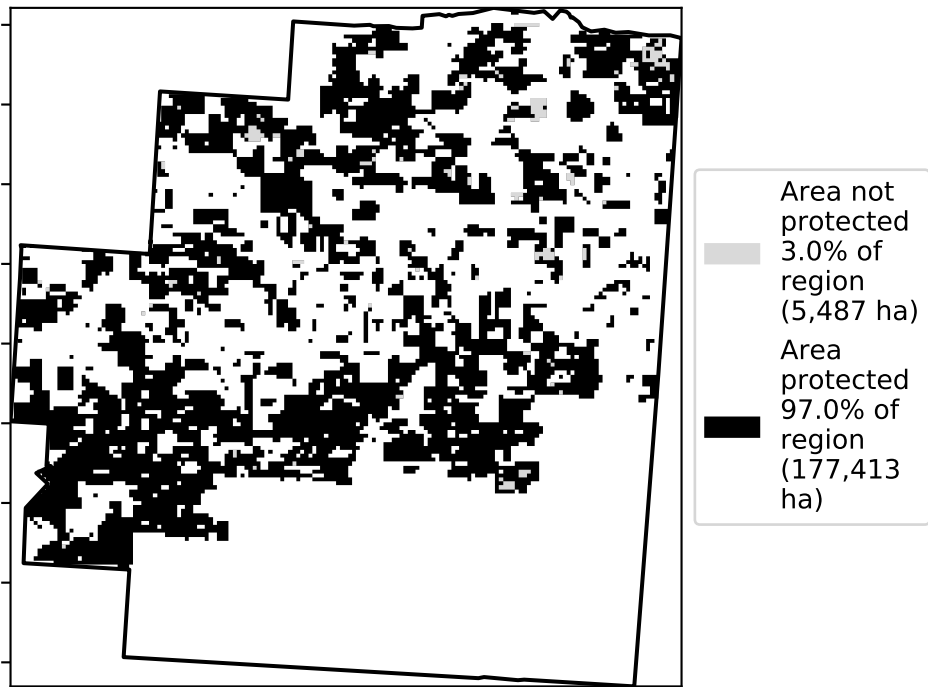 Area not
protected
3.0% of
region
(5,487 ha)
Area
protected
97.0% of
region
(177,413
ha)